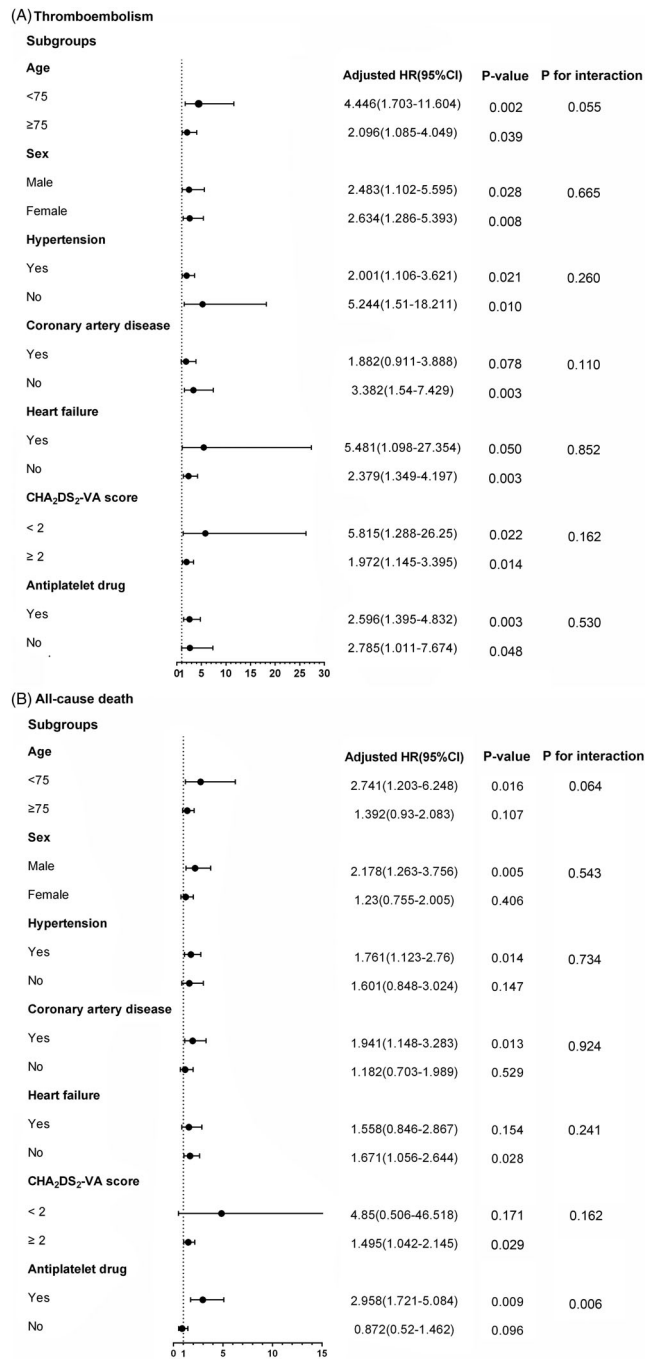 (A) Thromboembolism
Subgroups
Age Adjusted HR(95%CI) P-value P for interaction
<75 4.446(1.703-11.604) 0.002 0.055
≥75 2.096(1.085-4.049) 0.039
Sex
Male 2.483(1.102-5.595) 0.028 0.665
Female 2.634(1.286-5.393) 0.008
Hypertension
Yes 2.001(1.106-3.621) 0.021 0.260
No 5.244(1.51-18.211) 0.010
Coronary artery disease
Yes 1.882(0.911-3.888) 0.078 0.110
No 3.382(1.54-7.429) 0.003
Heart failure
Yes 5.481(1.098-27.354) 0.050 0.852
No 2.379(1.349-4.197) 0.003
CHA₂DS₂-VA score
< 2 5.815(1.288-26.25) 0.022 0.162
≥ 2 1.972(1.145-3.395) 0.014
Antiplatelet drug
Yes 2.596(1.395-4.832) 0.003 0.530
No 2.785(1.011-7.674) 0.048
0 1 5 10 15 20 25 30
(B) All-cause death
Subgroups
Age Adjusted HR(95%CI) P-value P for interaction
<75 2.741(1.203-6.248) 0.016 0.064
≥75 1.392(0.93-2.083) 0.107
Sex
Male 2.178(1.263-3.756) 0.005 0.543
Female 1.23(0.755-2.005) 0.406
Hypertension
Yes 1.761(1.123-2.76) 0.014 0.734
No 1.601(0.848-3.024) 0.147
Coronary artery disease
Yes 1.941(1.148-3.283) 0.013 0.924
No 1.182(0.703-1.989) 0.529
Heart failure
Yes 1.558(0.846-2.867) 0.154 0.241
No 1.671(1.056-2.644) 0.028
CHA₂DS₂-VA score
< 2 4.85(0.506-46.518) 0.171 0.162
≥ 2 1.495(1.042-2.145) 0.029
Antiplatelet drug
Yes 2.958(1.721-5.084) 0.009 0.006
No 0.872(0.52-1.462) 0.096
0 1 5 10 15